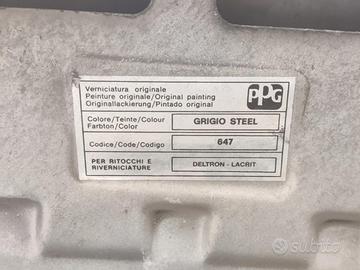 Verniciatura originale
Peinture originale/Original painting
Originallackierung/Pintado original
PPG
Colore/Teinte/Colour
Farbton/Color
GRIGIO STEEL
Codice/Code/Codigo
647
PER RITOCCHI E
RIVERNICIATURE
DELTRON - LACRIT
subito